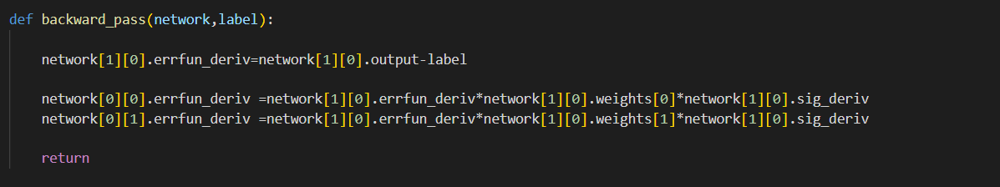 def backward_pass(network,label):
network[1][0].errfun_deriv=network[1][0].output-label
network[0][0].errfun_deriv =network[1][0].errfun_deriv*network[1][0].weights[0]*network[1][0].sig_deriv
network[0][1].errfun_deriv =network[1][0].errfun_deriv*network[1][0].weights[1]*network[1][0].sig_deriv
return